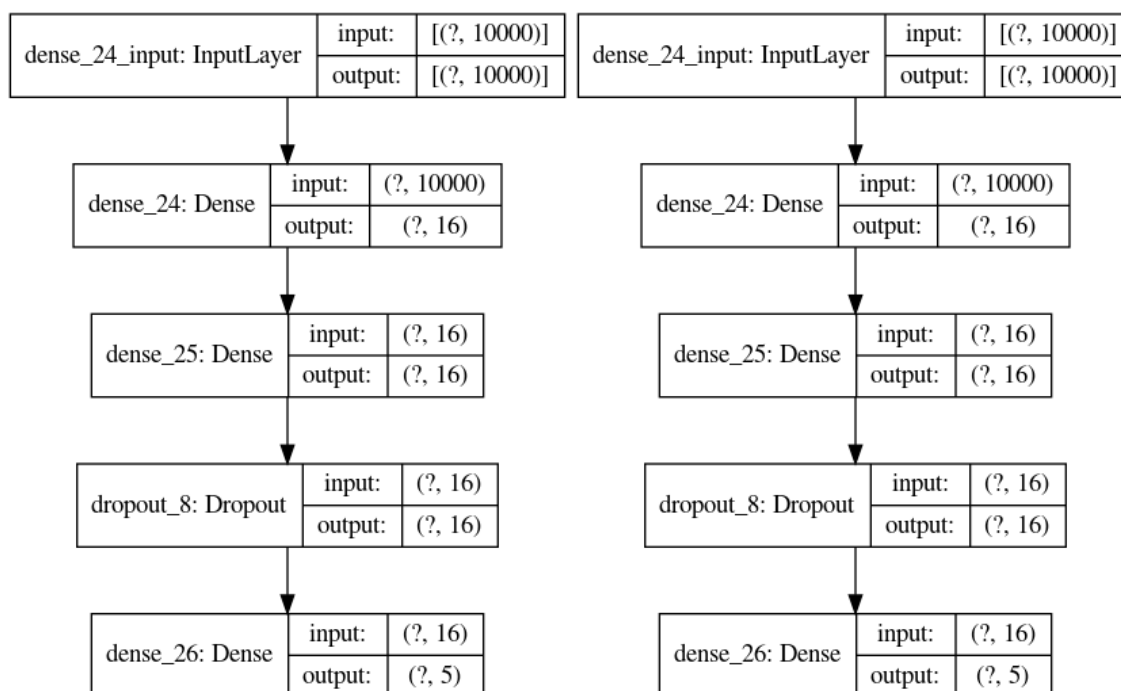 dense_24_input: InputLayer
input: [(?, 10000)]
output: [(?, 10000)]
dense_24: Dense
input: (?, 10000)
output: (?, 16)
dense_25: Dense
input: (?, 16)
output: (?, 16)
dropout_8: Dropout
input: (?, 16)
output: (?, 16)
dense_26: Dense
input: (?, 16)
output: (?, 5)
dense_24_input: InputLayer
input: [(?, 10000)]
output: [(?, 10000)]
dense_24: Dense
input: (?, 10000)
output: (?, 16)
dense_25: Dense
input: (?, 16)
output: (?, 16)
dropout_8: Dropout
input: (?, 16)
output: (?, 16)
dense_26: Dense
input: (?, 16)
output: (?, 5)